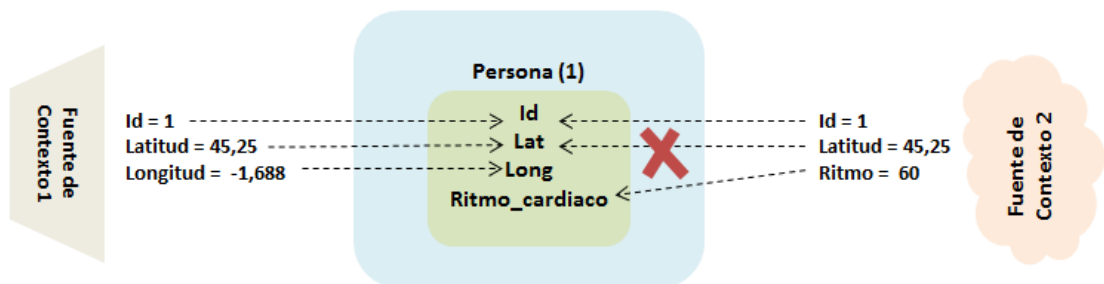 Fuente de
Contexto 1
Id = 1
Latitud = 45,25
Longitud = -1,688
Persona (1)
Id
Lat
Long
Ritmo_cardiaco
Id = 1
Latitud = 45,25
Ritmo = 60
Fuente de
Contexto 2